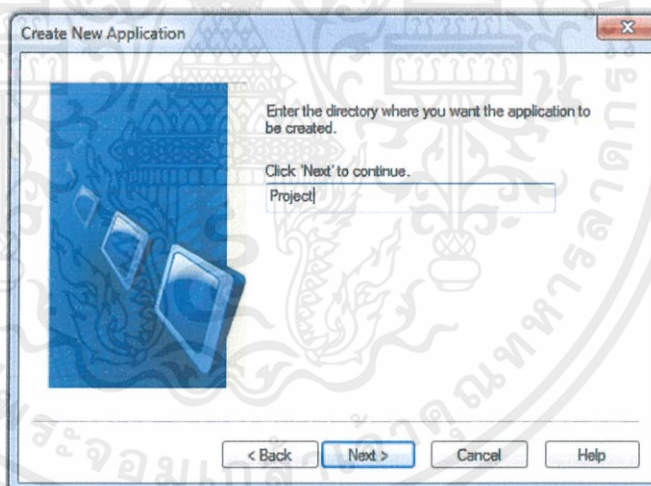 Create New Application
Enter the directory where you want the application to
be created.
Click 'Next' to continue.
Project
< Back
Next >
Cancel
Help